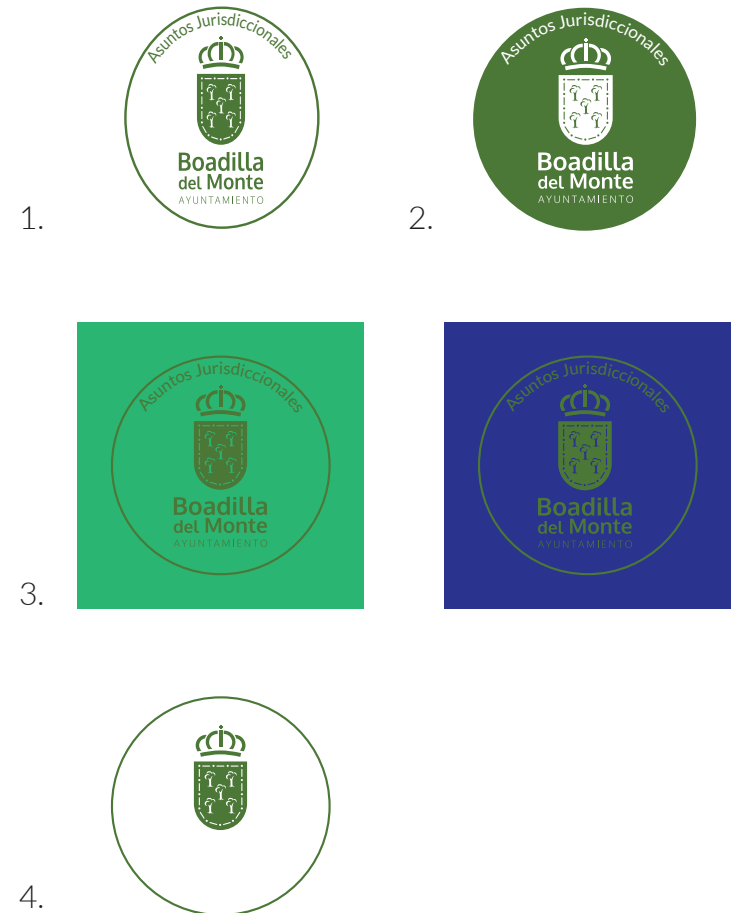 Asuntos Jurisdiccionales
Boadilla
del Monte
AYUNTAMIENTO
1.
Asuntos Jurisdiccionales
Boadilla
del Monte
AYUNTAMIENTO
2.
Asuntos Jurisdiccionales
Boadilla
del Monte
AYUNTAMIENTO
3.
Asuntos Jurisdiccionales
Boadilla
del Monte
AYUNTAMIENTO
4.